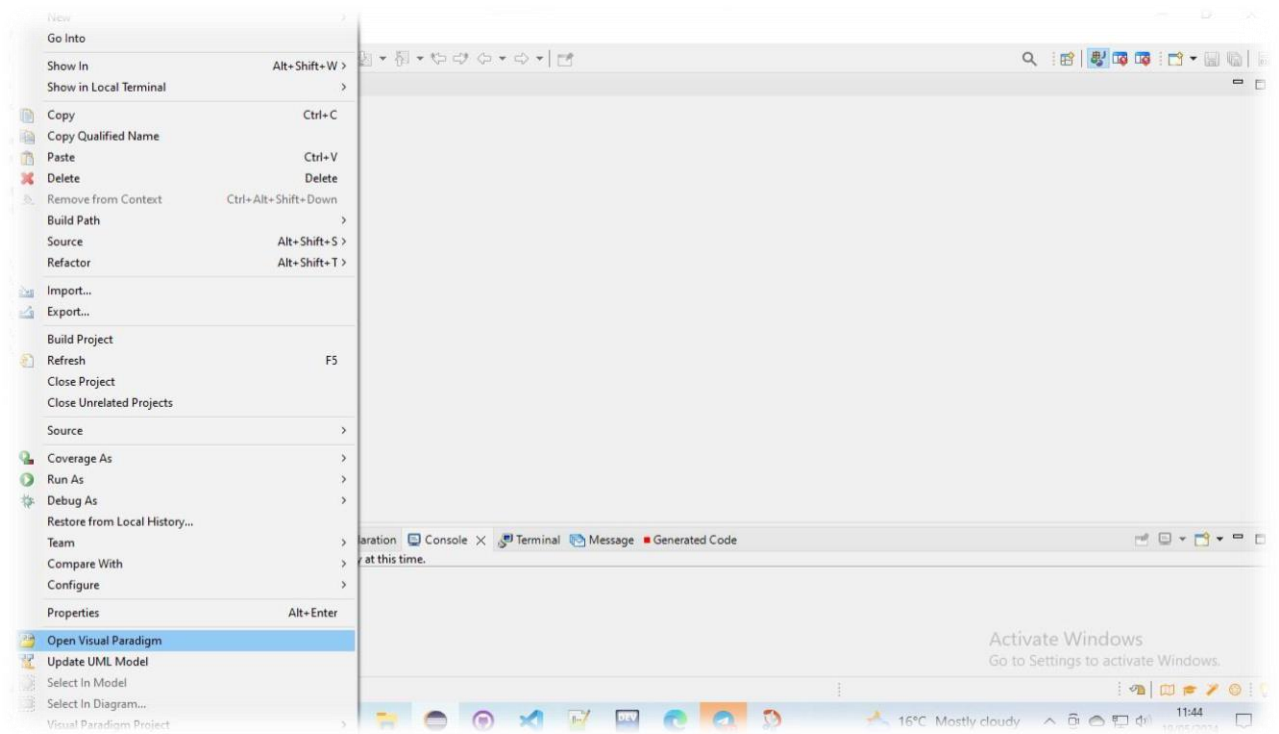 New
Go Into
Show In Alt+Shift+W >
Show in Local Terminal >
Copy Ctrl+C
Copy Qualified Name
Paste Ctrl+V
Delete Delete
Remove from Context Ctrl+Alt+Shift+Down
Build Path >
Source Alt+Shift+S >
Refactor Alt+Shift+T >
Import...
Export...
Build Project
Refresh F5
Close Project
Close Unrelated Projects
Source >
Coverage As >
Run As >
Debug As >
Restore from Local History...
Team >
Compare With >
Configure >
Properties Alt+Enter
Open Visual Paradigm
Update UML Model
Select In Model
Select In Diagram...
Visual Paradigm Project >
laration Console Terminal Message Generated Code
y at this time.
Activate Windows
Go to Settings to activate Windows.
DEV
16°C Mostly cloudy
11:44